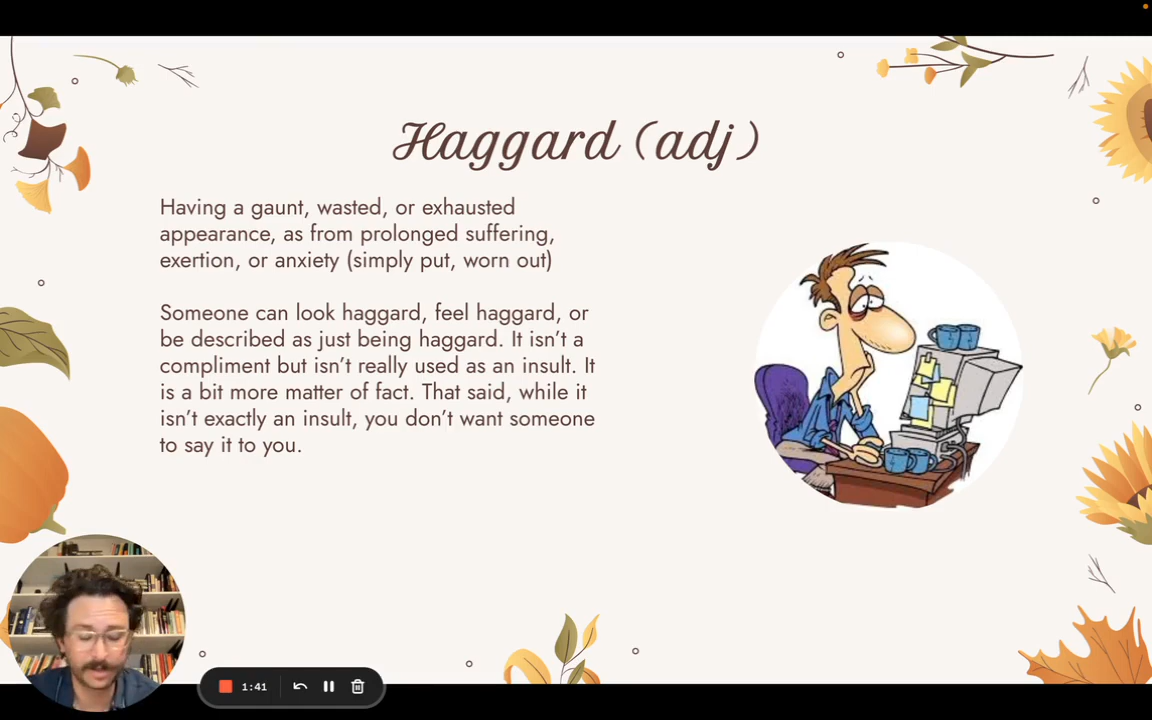 Haggard (adj)
Having a gaunt, wasted, or exhausted
appearance, as from prolonged suffering,
exertion, or anxiety (simply put, worn out)
Someone can look haggard, feel haggard, or
be described as just being haggard. It isn't a
compliment but isn't really used as an insult. It
is a bit more matter of fact. That said, while it
isn't exactly an insult, you don't want someone
to say it to you.
1:41